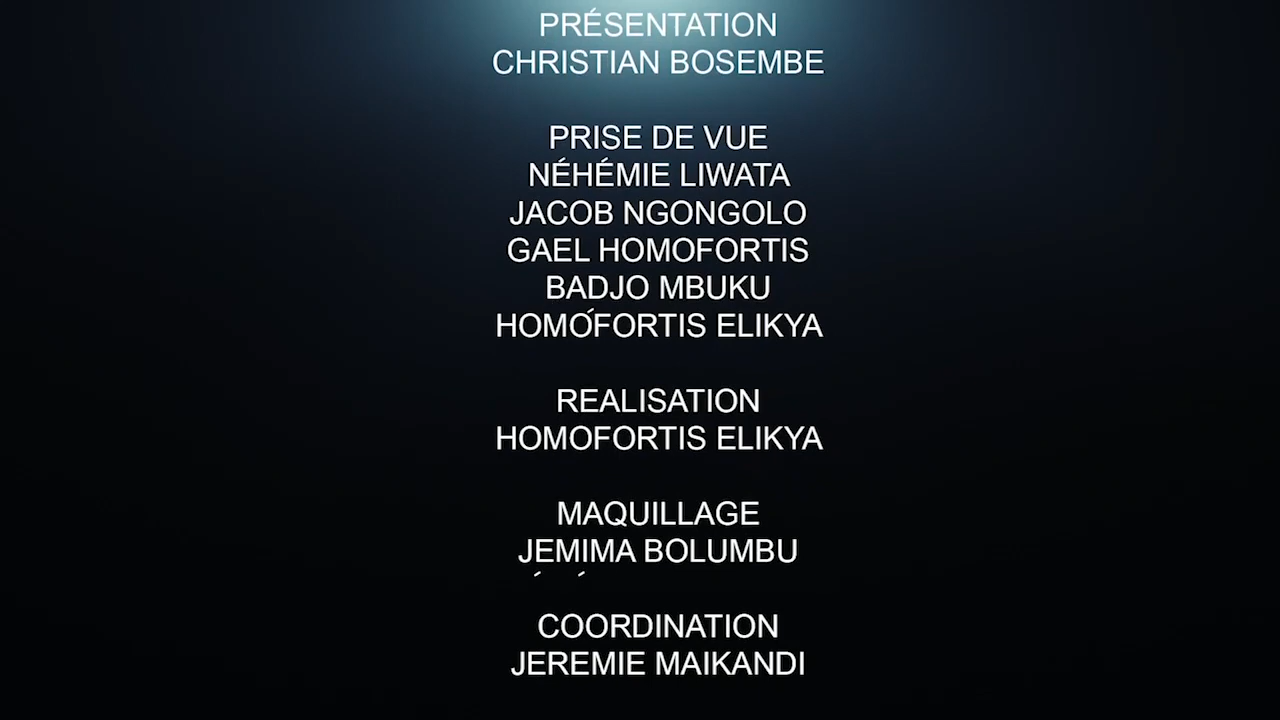 PRÉSENTATION
CHRISTIAN BOSEMBE
PRISE DE VUE
NÉHÉMIE LIWATA
JACOB NGONGOLO
GAEL HOMOFORTIS
BADJO MBUKU
HOMOFORTIS ELIKYA
REALISATION
HOMOFORTIS ELIKYA
MAQUILLAGE
JEMIMA BOLUMBU
COORDINATION
JEREMIE MAIKANDI